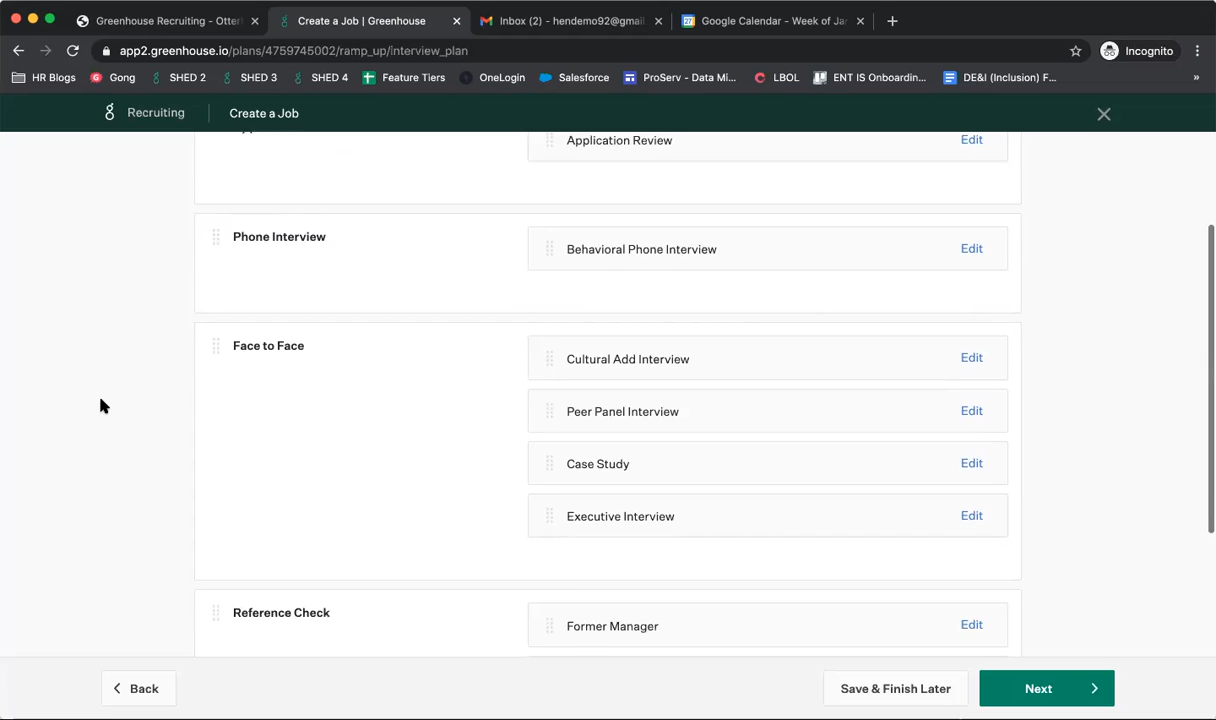 Greenhouse Recruiting - Otter
Create a Job | Greenhouse
Inbox (2) - hendemo92@gmail.
Google Calendar - Week of Jar
app2.greenhouse.io/plans/4759745002/ramp_up/interview_plan
Incognito
HR Blogs
Gong
SHED 2
SHED 3
SHED 4
Feature Tiers
OneLogin
Salesforce
ProServ - Data Mi...
LBOL
ENT IS Onboardin...
DE&I (Inclusion) F...
Recruiting
Create a Job
Application Review
Edit
Phone Interview
Behavioral Phone Interview
Edit
Face to Face
Cultural Add Interview
Edit
Peer Panel Interview
Edit
Case Study
Edit
Executive Interview
Edit
Reference Check
Former Manager
Edit
Back
Save & Finish Later
Next